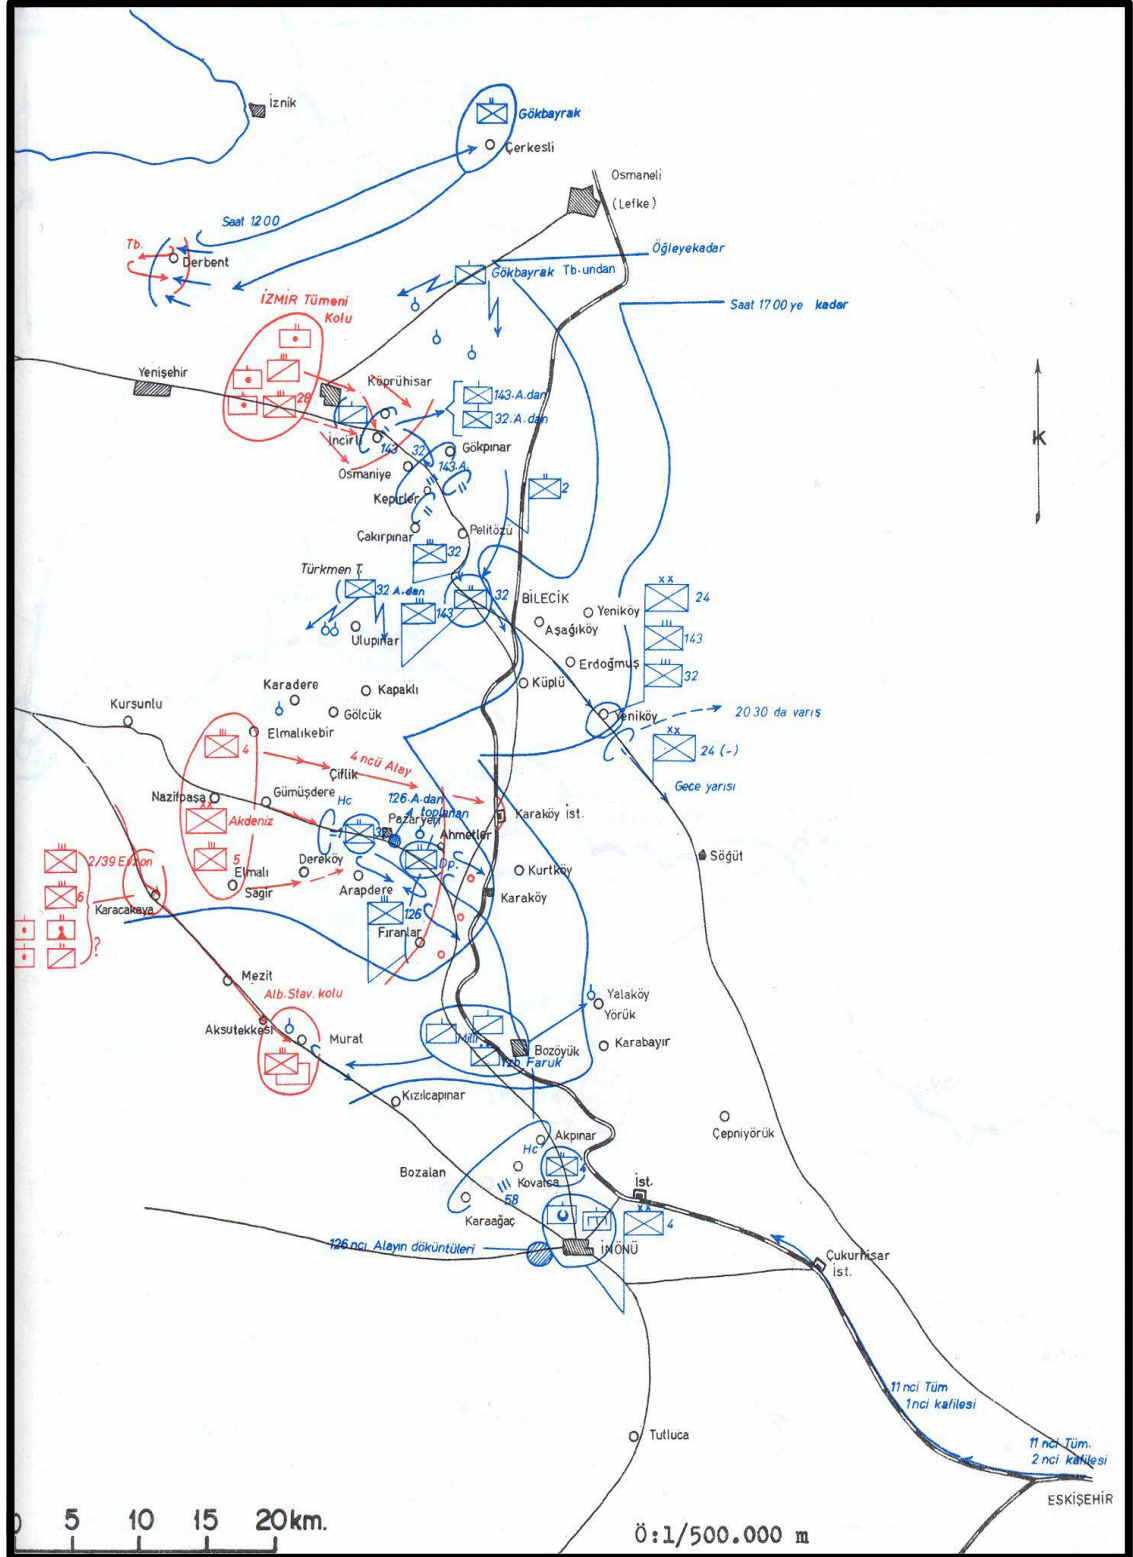 İznik
Gökbayrak
Çerkesli
Osmaneli
(Lefke)
Saat 1200
Tb.
Derbent
Öğleyekadar
Gökbayrak Tb.undan
İZMİR Tümeni
Kolu
Saat 1700 ye kadar
Yenişehir
Köprühisar
28
143.A.dan
32.A.dan
İncirli
143
32
Gökpınar
K
Osmaniye
143.A.
Kepirler
2
Çakırpınar
Pelitözü
32
Türkmen T.
32 A.dan
143
32
BİLECİK
Yeniköy
24
Aşağıköy
Ulupınar
143
Erdoğmuş
32
Küplü
Karadere
Kapaklı
Kurşunlu
Gölcük
Yeniköy
2030 da varış
Elmalıkebir
4
24 (-)
4 ncü Alay
Çiflik
Gece yarısı
Nazifpaşa
Gümüşdere
Hc
126.A.dan
toplanan
Akdeniz
Pazaryeri
Karaköy İst.
Ahmetler
2/39 Evzon
5
Dereköy
Dp.
Söğüt
Elmalı
Sagir
Arapdere
Kurtköy
6
Karacakaya
126
Karaköy
Fıranlar
?
Mezit
Alb.Stav. kolu
Yalaköy
Yörük
Aksutekkesi
Murat
Milli
Bozöyük
Karabayır
Yzb Faruk
Kızılcapınar
Çepniyörük
Akpınar
Hc
Bozalan
Kovalca
4
58
İst.
Karaağaç
4
126 ncı Alayın döküntüleri
İNÖNÜ
Çukurhisar
İst.
11 nci Tüm
1nci kafilesi
Tutluca
11 nci Tüm.
2 nci kafilesi
ESKİŞEHİR
0 5 10 15 20km.
Ö:1/500.000 m